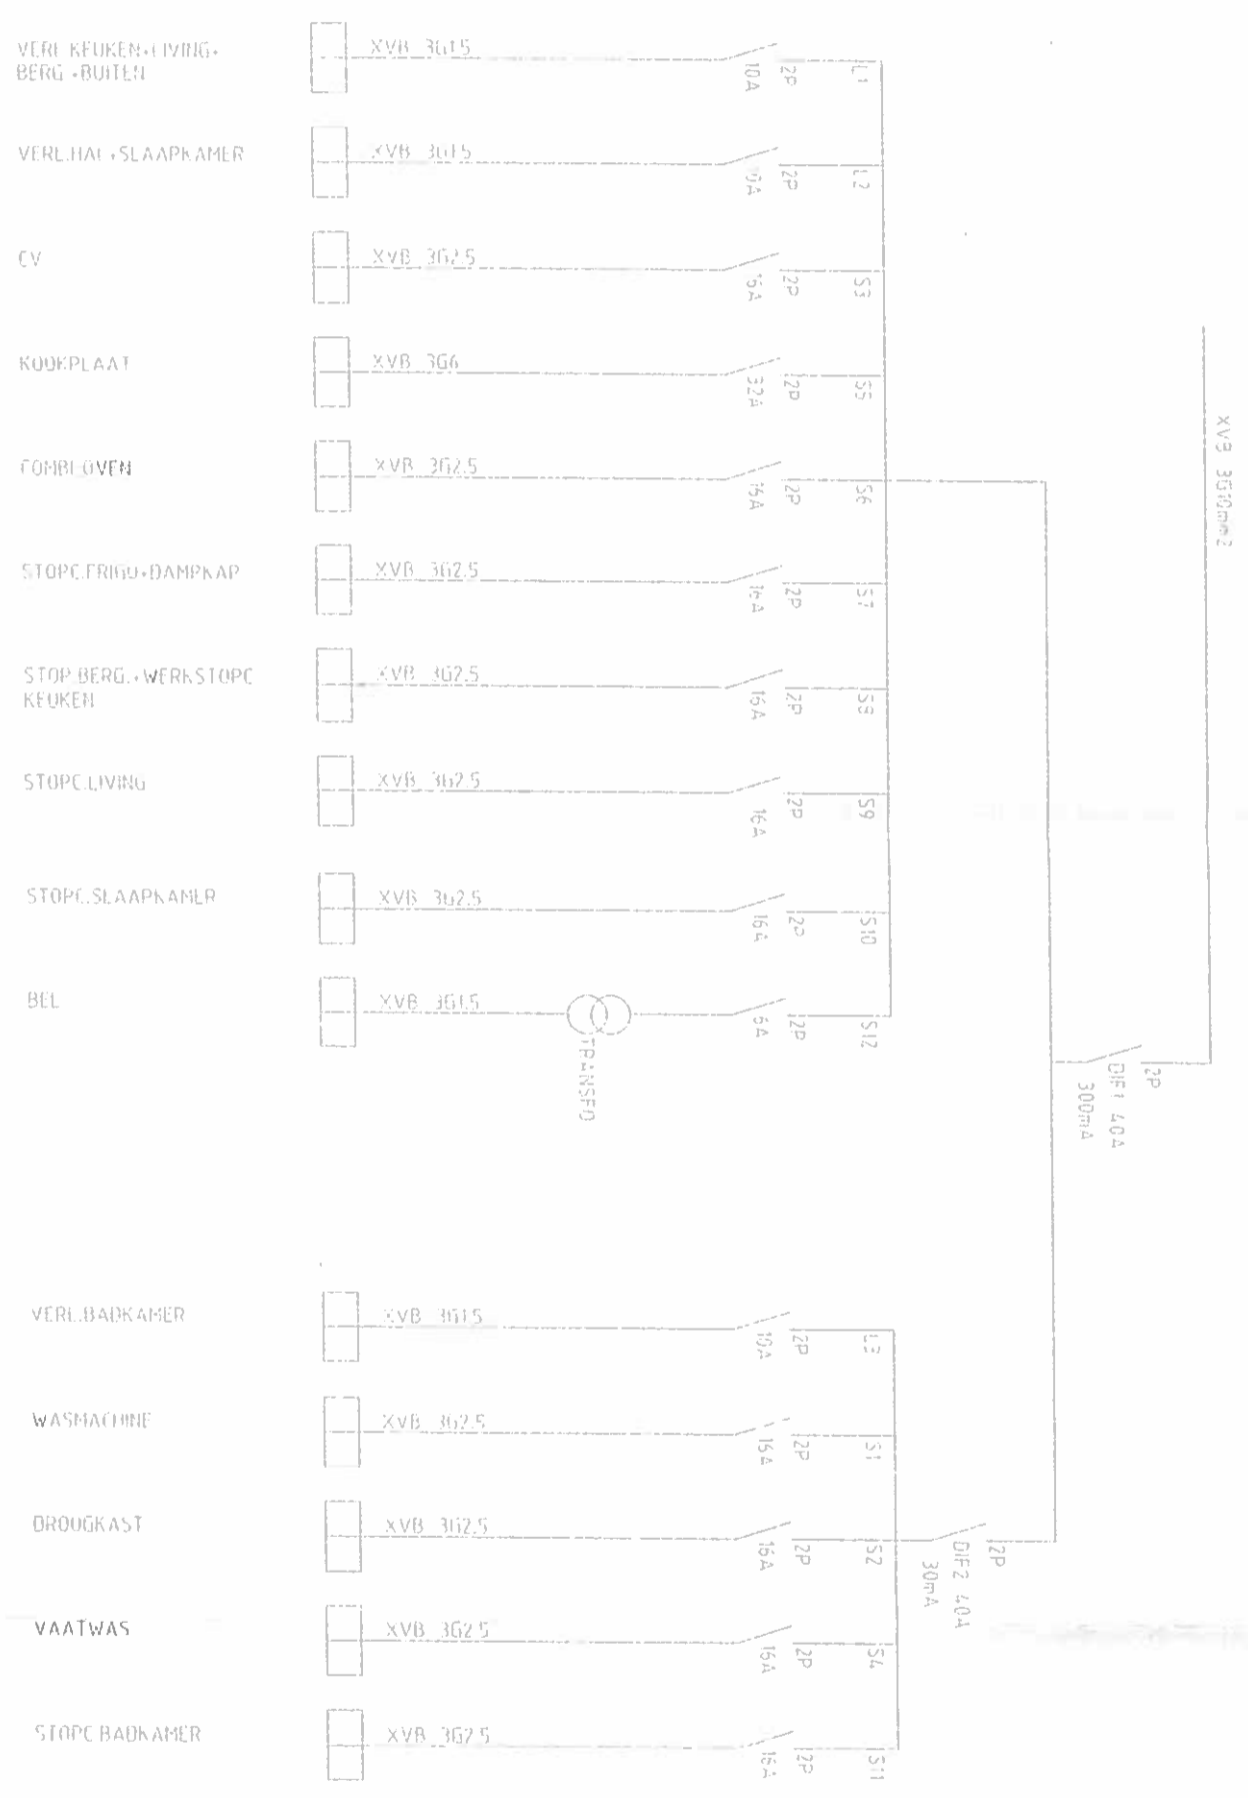 VERL KEUKEN+LIVING+
BERG +BUITEN
XVB 3G1.5
10A
2P
L1
VERL.HAL+SLAAPKAMER
XVB 3G1.5
10A
2P
L2
CV
XVB 3G2.5
16A
2P
S3
KOOKPLAAT
XVB 3G6
32A
2P
S5
COMBI-OVEN
XVB 3G2.5
16A
2P
S6
STOPC.FRIGO+DAMPKAP
XVB 3G2.5
16A
2P
S7
STOP.BERG.+WERKSTOPC
KEUKEN
XVB 3G2.5
16A
2P
S8
STOPC.LIVING
XVB 3G2.5
16A
2P
S9
STOPC.SLAAPKAMER
XVB 3G2.5
16A
2P
S10
BEL
XVB 3G1.5
TRANSFO
6A
2P
S12
XVB 3G10mm2
2P
DIF1 40A
300mA
VERL.BADKAMER
XVB 3G1.5
10A
2P
L3
WASMACHINE
XVB 3G2.5
16A
2P
S1
DROOGKAST
XVB 3G2.5
16A
2P
S2
2P
DIF2 40A
30mA
VAATWAS
XVB 3G2.5
16A
2P
S4
STOPC.BADKAMER
XVB 3G2.5
16A
2P
S11